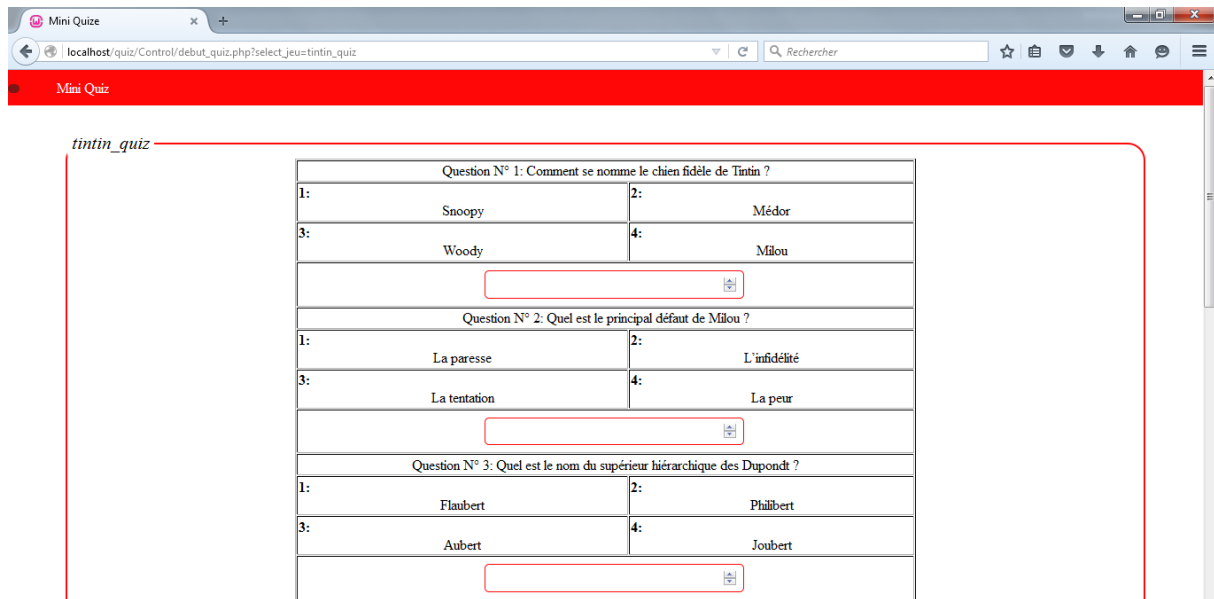 Mini Quize
localhost/quiz/Control/debut_quiz.php?select_jeu=tintin_quiz
Rechercher
Mini Quiz
tintin_quiz
Question N° 1: Comment se nomme le chien fidèle de Tintin ?
1: 2:
Snoopy Médor
3: 4:
Woody Milou
Question N° 2: Quel est le principal défaut de Milou ?
1: 2:
La paresse L'infidélité
3: 4:
La tentation La peur
Question N° 3: Quel est le nom du supérieur hiérarchique des Dupondt ?
1: 2:
Flaubert Philibert
3: 4:
Aubert Joubert